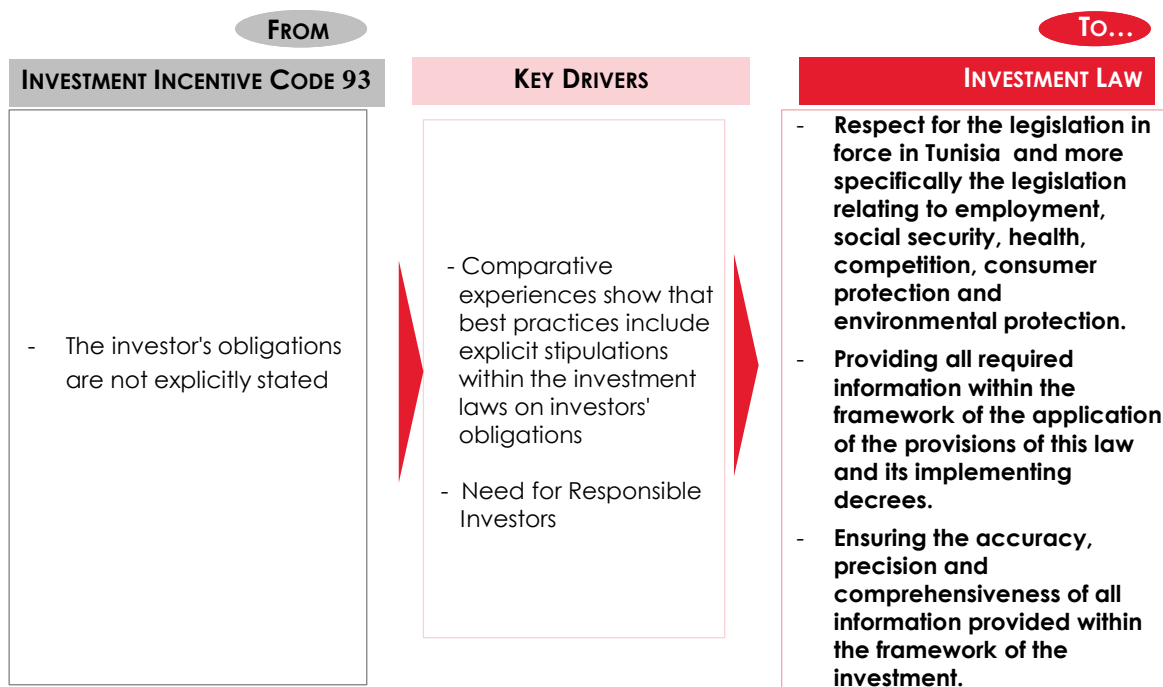 FROM
TO…
INVESTMENT INCENTIVE CODE 93
KEY DRIVERS
INVESTMENT LAW
- The investor's obligations
are not explicitly stated
- Comparative
experiences show that
best practices include
explicit stipulations
within the investment
laws on investors'
obligations
- Need for Responsible
Investors
- Respect for the legislation in
force in Tunisia and more
specifically the legislation
relating to employment,
social security, health,
competition, consumer
protection and
environmental protection.
- Providing all required
information within the
framework of the application
of the provisions of this law
and its implementing
decrees.
- Ensuring the accuracy,
precision and
comprehensiveness of all
information provided within
the framework of the
investment.